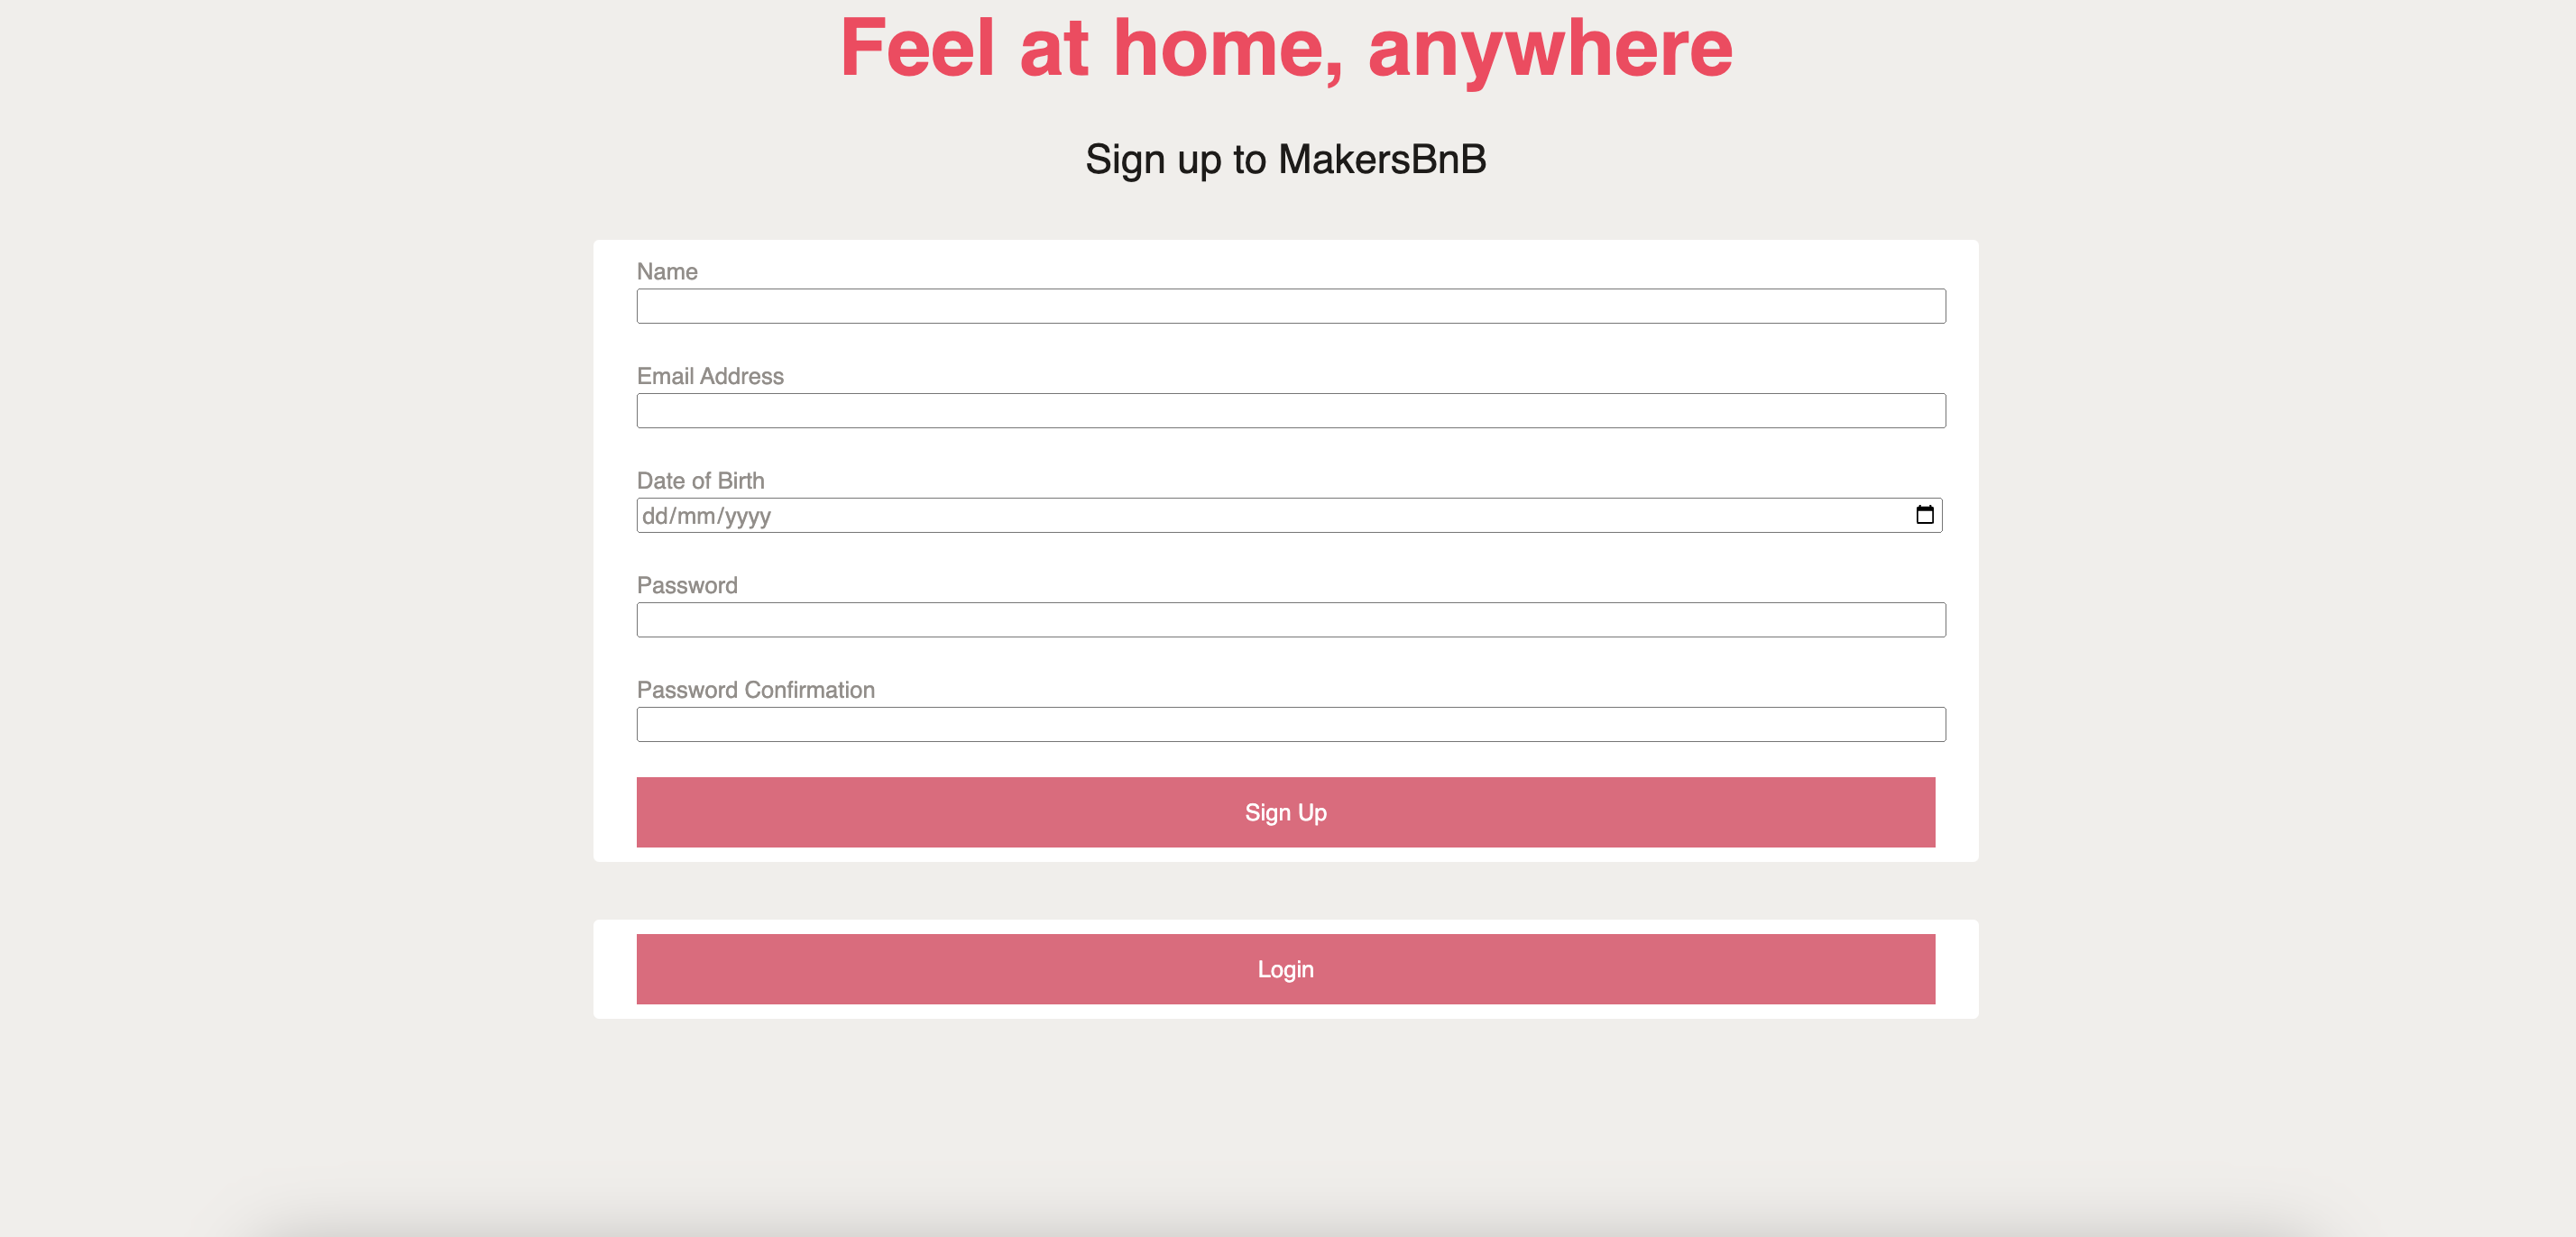 Feel at home, anywhere
Sign up to MakersBnB
Name
Email Address
Date of Birth
dd/mm/yyyy
Password
Password Confirmation
Sign Up
Login